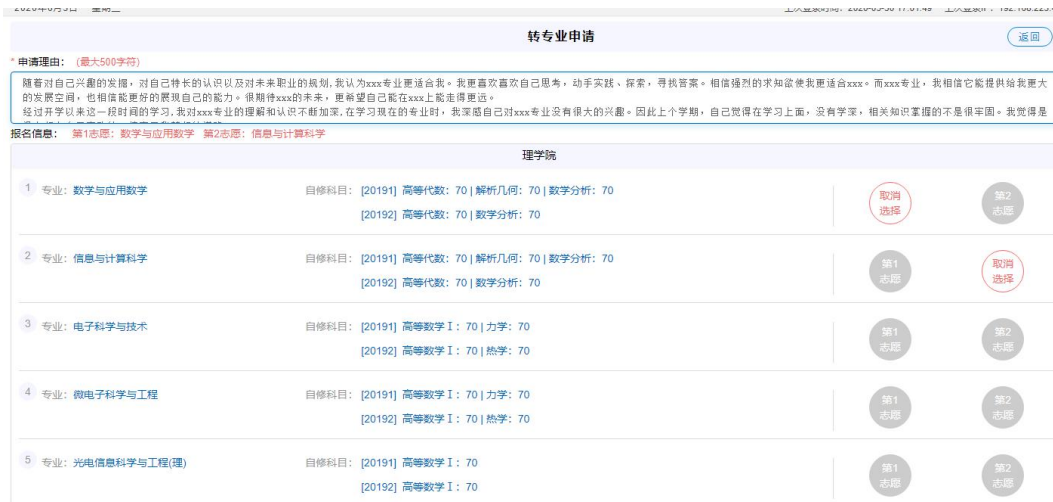 转专业申请
返回
* 申请理由：（最大500字符）
随着对自己兴趣的发掘，对自己特长的认识以及对未来职业的规划，我认为xxx专业更适合我。我更喜欢喜欢自己思考，动手实践、探索，寻找答案。相信强烈的求知欲使我更适合xxx。而xxx专业，我相信它能提供给我更大
的发展空间，也相信能更好的展现自己的能力。很期待xxx的未来，更希望自己能在xxx上能走得更远。
经过开学以来这一段时间的学习，我对xxx专业的理解和认识不断加深，在学习现在的专业时，我深感自己对xxx专业没有很大的兴趣。因此上个学期，自己觉得在学习上面，没有学深，相关知识掌握的不是很牢固。我觉得是
报名信息： 第1志愿：数学与应用数学 第2志愿：信息与计算科学
理学院
1 专业：数学与应用数学 自修科目：[20191] 高等代数：70 | 解析几何：70 | 数学分析：70
[20192] 高等代数：70 | 数学分析：70
取消选择
第2志愿
2 专业：信息与计算科学 自修科目：[20191] 高等代数：70 | 解析几何：70 | 数学分析：70
[20192] 高等代数：70 | 数学分析：70
第1志愿
取消选择
3 专业：电子科学与技术 自修科目：[20191] 高等数学Ⅰ：70 | 力学：70
[20192] 高等数学Ⅰ：70 | 热学：70
第1志愿
第2志愿
4 专业：微电子科学与工程 自修科目：[20191] 高等数学Ⅰ：70 | 力学：70
[20192] 高等数学Ⅰ：70 | 热学：70
第1志愿
第2志愿
5 专业：光电信息科学与工程(理) 自修科目：[20191] 高等数学Ⅰ：70
[20192] 高等数学Ⅰ：70
第1志愿
第2志愿